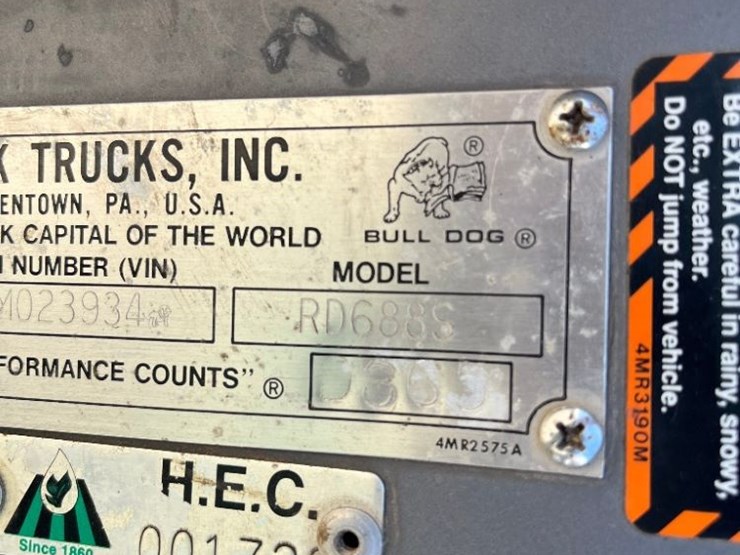 K TRUCKS, INC.
ENTOWN, PA., U.S.A.
K CAPITAL OF THE WORLD
BULL DOG ®
®
NUMBER (VIN)
MODEL
M023934
RD688S
FORMANCE COUNTS" ®
4MR2575A
H.E.C.
Since 1860
Be EXTRA careful in rainy, snowy,
etc., weather.
Do NOT jump from vehicle.
4MR3190M